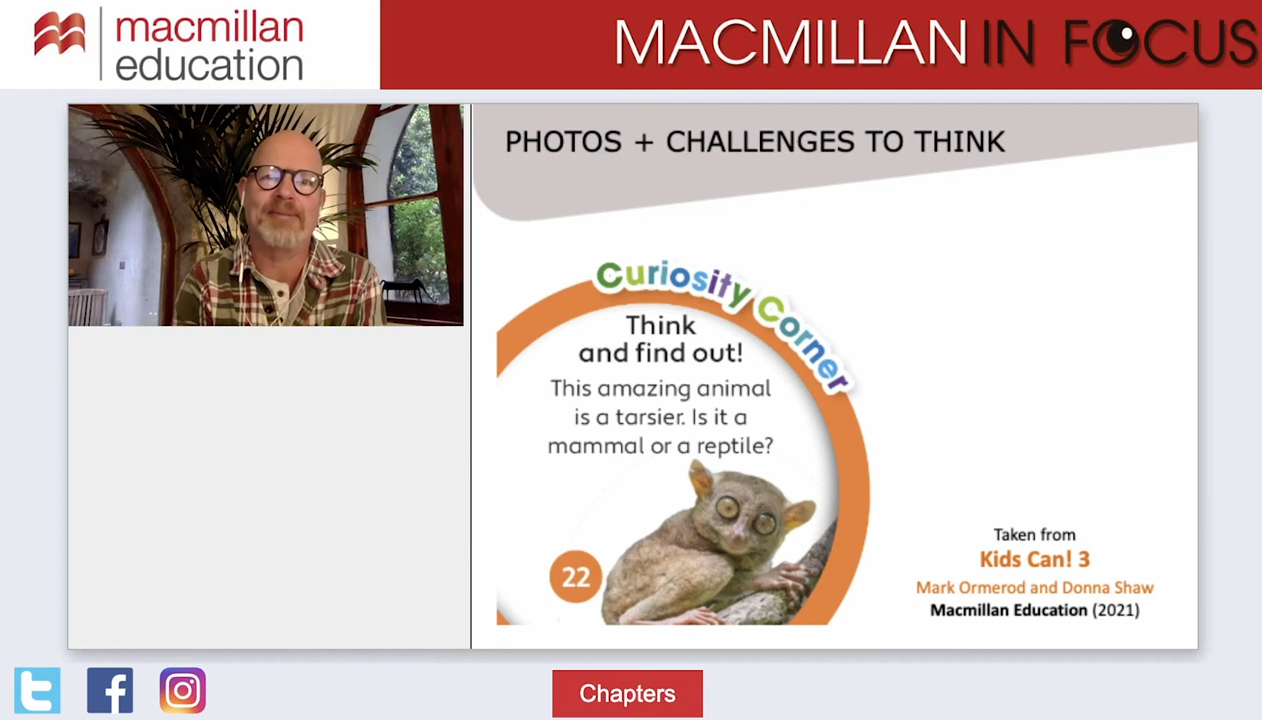 macmillan
education
MACMILLAN IN FOCUS
PHOTOS + CHALLENGES TO THINK
Curiosity Corner
Think
and find out!
This amazing animal
is a tarsier. Is it a
mammal or a reptile?
22
Taken from
Kids Can! 3
Mark Ormerod and Donna Shaw
Macmillan Education (2021)
Chapters